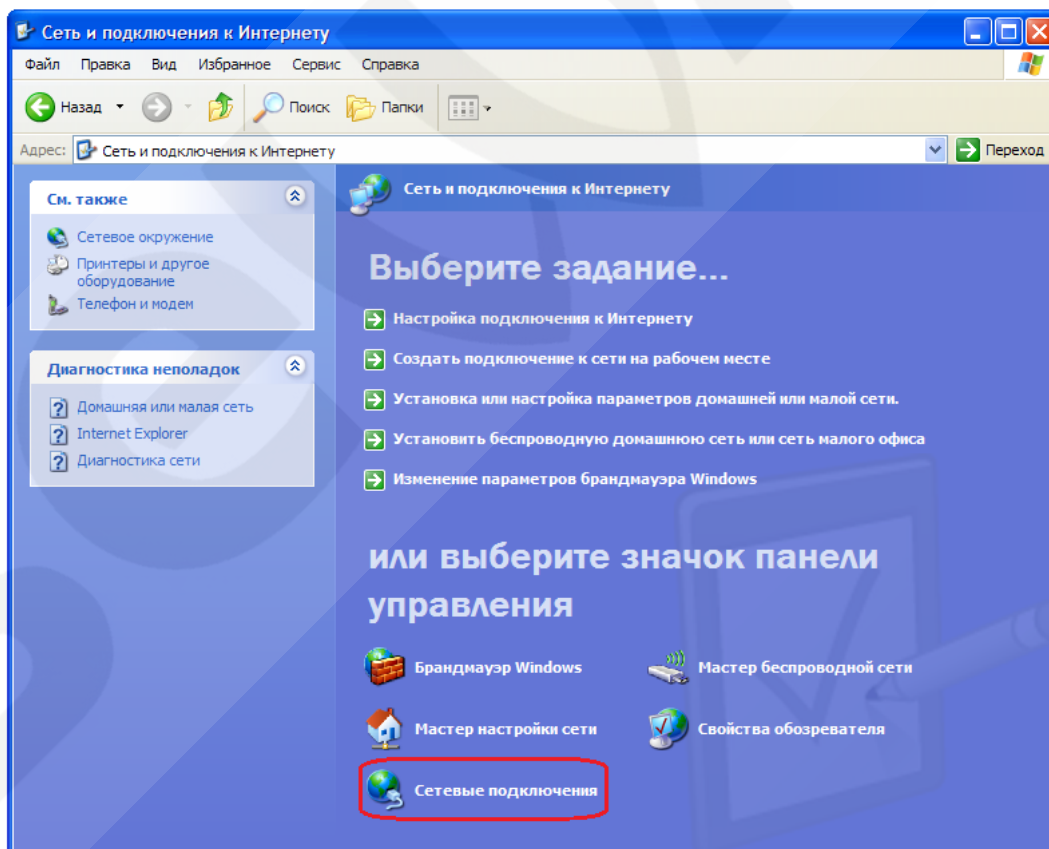 Сеть и подключения к Интернету
Файл Правка Вид Избранное Сервис Справка
Назад Поиск Папки
Адрес: Сеть и подключения к Интернету Переход
См. также
Сетевое окружение
Принтеры и другое
оборудование
Телефон и модем
Диагностика неполадок
Домашняя или малая сеть
Internet Explorer
Диагностика сети
Сеть и подключения к Интернету
Выберите задание...
Настройка подключения к Интернету
Создать подключение к сети на рабочем месте
Установка или настройка параметров домашней или малой сети.
Установить беспроводную домашнюю сеть или сеть малого офиса
Изменение параметров брандмауэра Windows
или выберите значок панели
управления
Брандмауэр Windows Мастер беспроводной сети
Мастер настройки сети Свойства обозревателя
Сетевые подключения